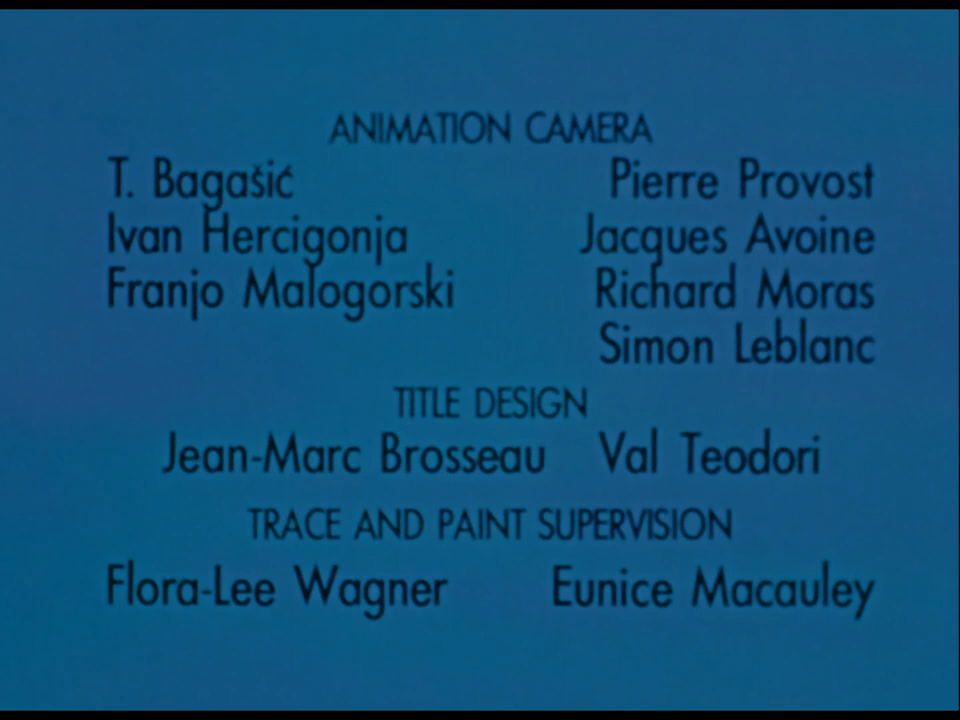 ANIMATION CAMERA
T. Bagašić Pierre Provost
Ivan Hercigonja Jacques Avoine
Franjo Malogorski Richard Moras
Simon Leblanc
TITLE DESIGN
Jean-Marc Brosseau Val Teodori
TRACE AND PAINT SUPERVISION
Flora-Lee Wagner Eunice Macauley